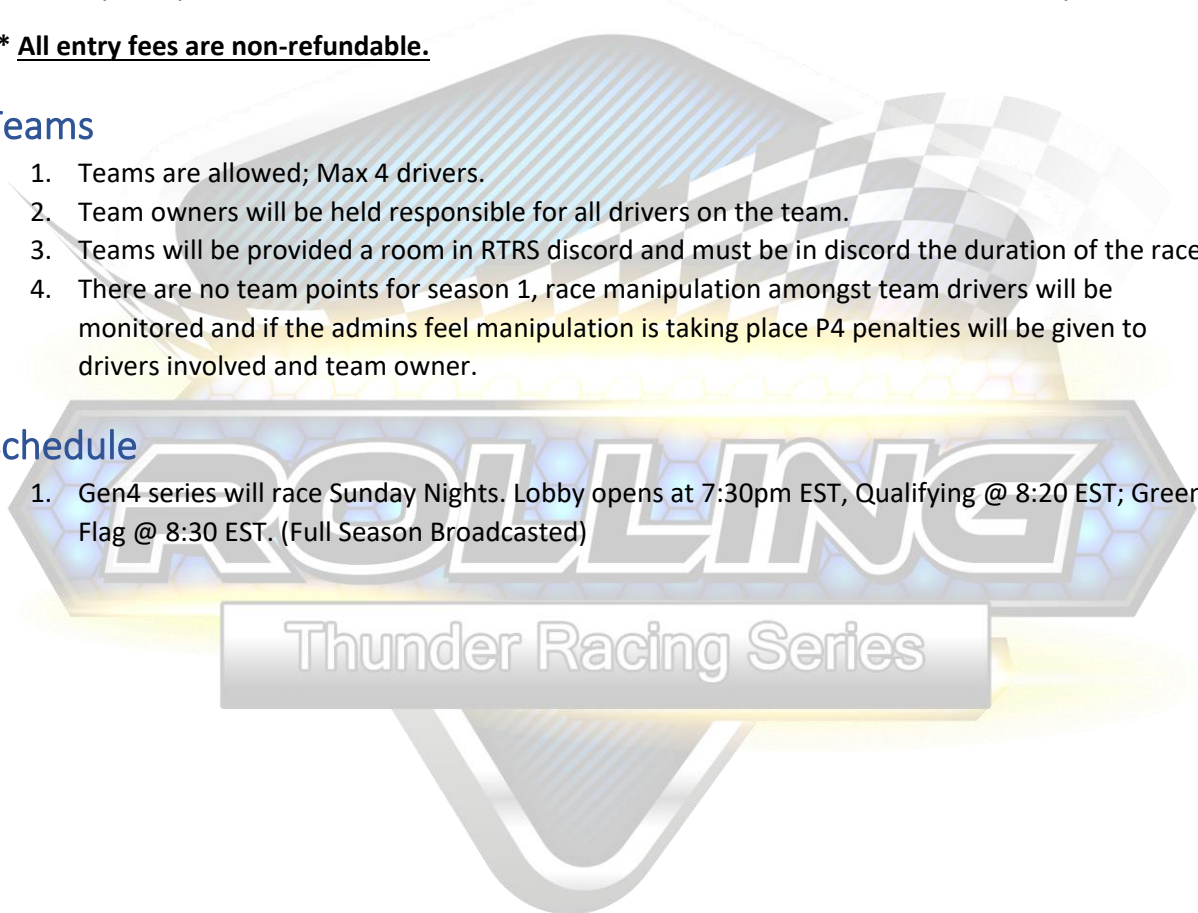 * All entry fees are non-refundable.
Teams
1. Teams are allowed; Max 4 drivers.
2. Team owners will be held responsible for all drivers on the team.
3. Teams will be provided a room in RTRS discord and must be in discord the duration of the race
4. There are no team points for season 1, race manipulation amongst team drivers will be
monitored and if the admins feel manipulation is taking place P4 penalties will be given to
drivers involved and team owner.
Schedule
1. Gen4 series will race Sunday Nights. Lobby opens at 7:30pm EST, Qualifying @ 8:20 EST; Green
Flag @ 8:30 EST. (Full Season Broadcasted)
ROLLING
Thunder Racing Series